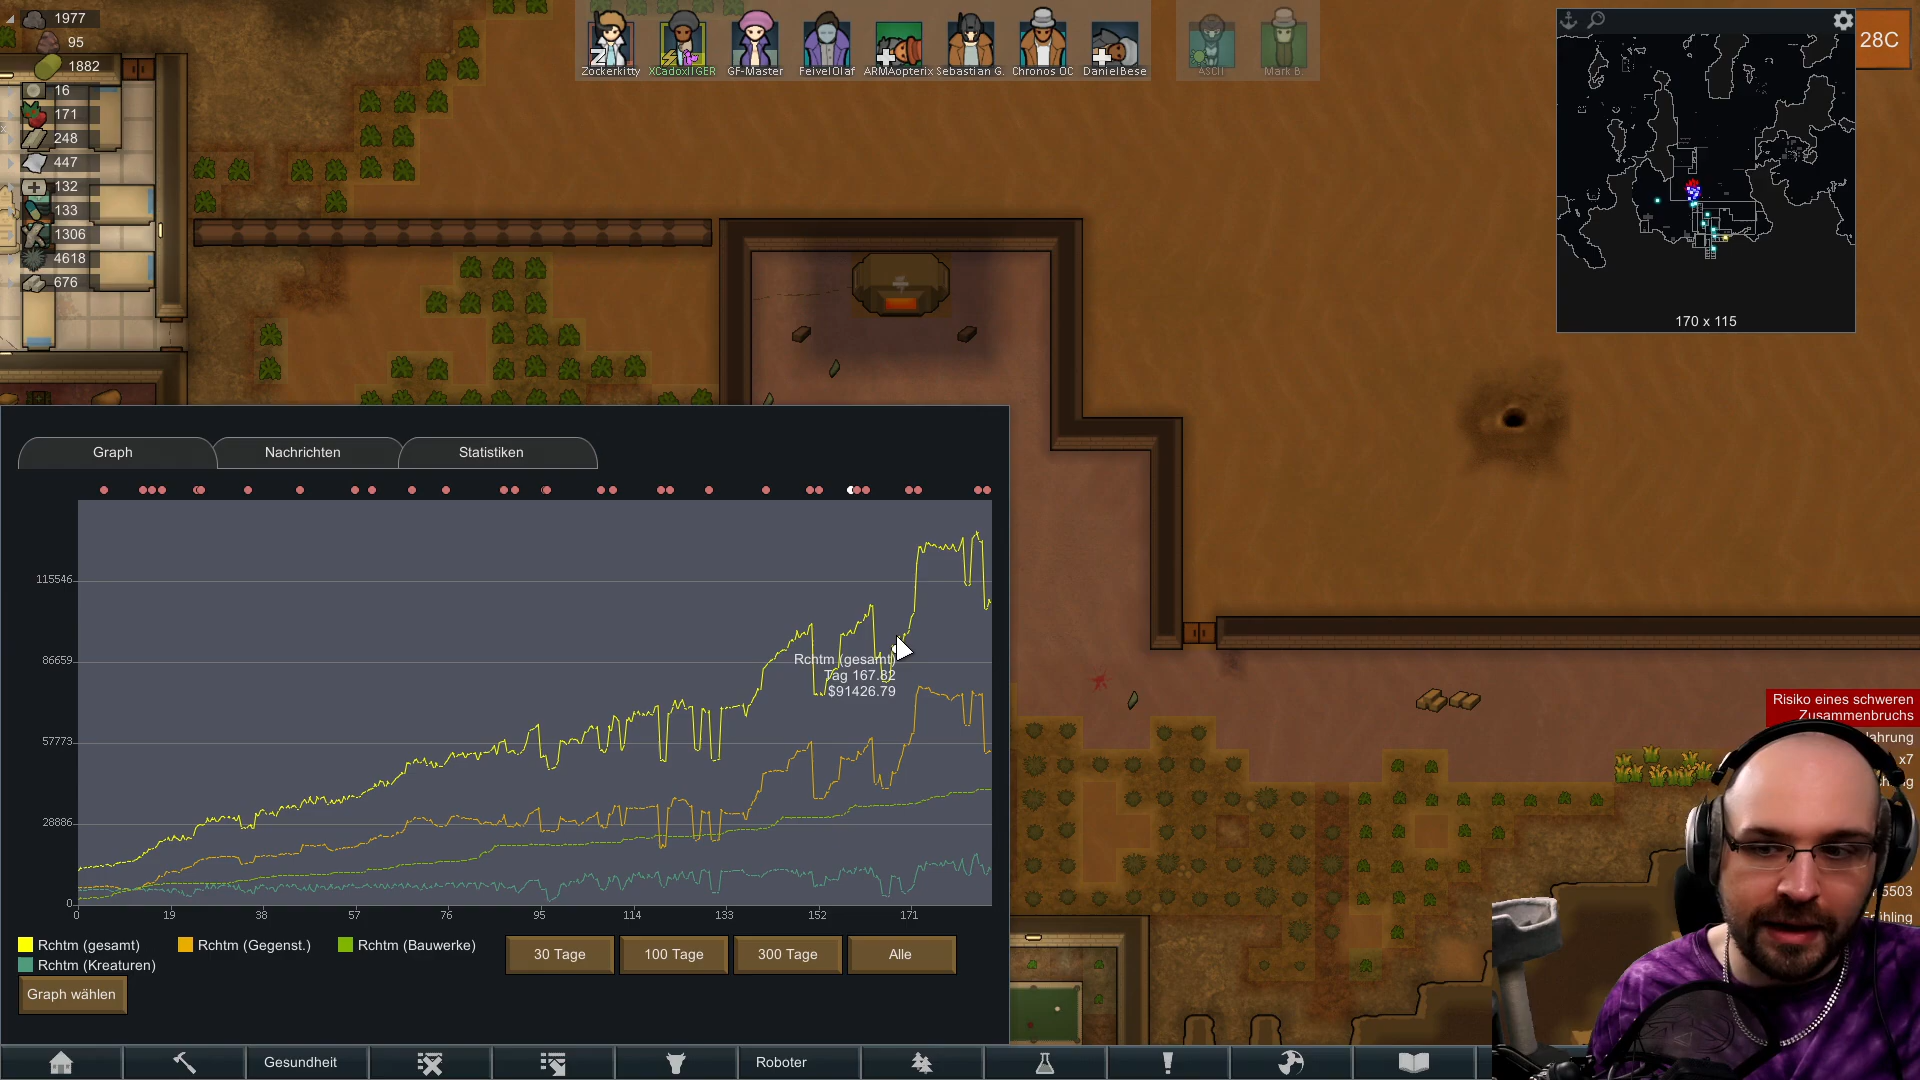 1977
95
1882
16
171
248
447
132
133
1306
4618
676
Zockerkitty
XCadoxIIGER
GF-Master
FeivelOlaf
ARMAopterix
Sebastian G.
Chronos OC
DanielBese
ASCII
Mark B.
28C
170 x 115
Graph
Nachrichten
Statistiken
115546
86659
57773
28886
0
Rchtm (gesamt)
Tag 167.82
$91426.79
0
19
38
57
76
95
114
133
152
171
Rchtm (gesamt)
Rchtm (Gegenst.)
Rchtm (Bauwerke)
Rchtm (Kreaturen)
30 Tage
100 Tage
300 Tage
Alle
Graph wählen
Risiko eines schweren
Zusammenbruchs
x7
5503
Gesundheit
Roboter